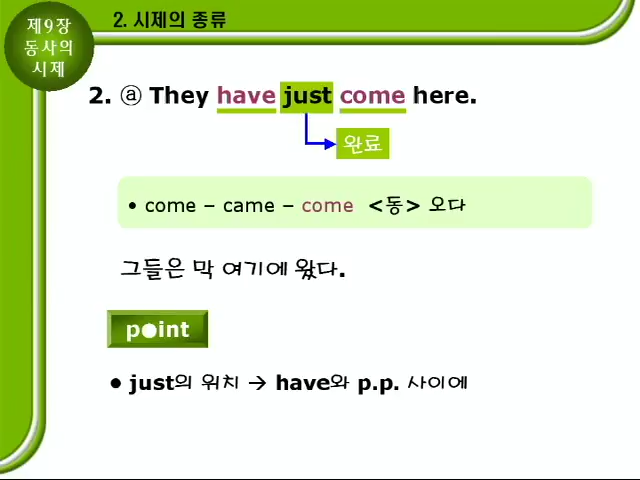 제9장
동사의
시제
2. 시제의 종류
2. ⓐ They have just come here.
완료
• come – came – come <동> 오다
그들은 막 여기에 왔다.
point
● just의 위치 → have와 p.p. 사이에